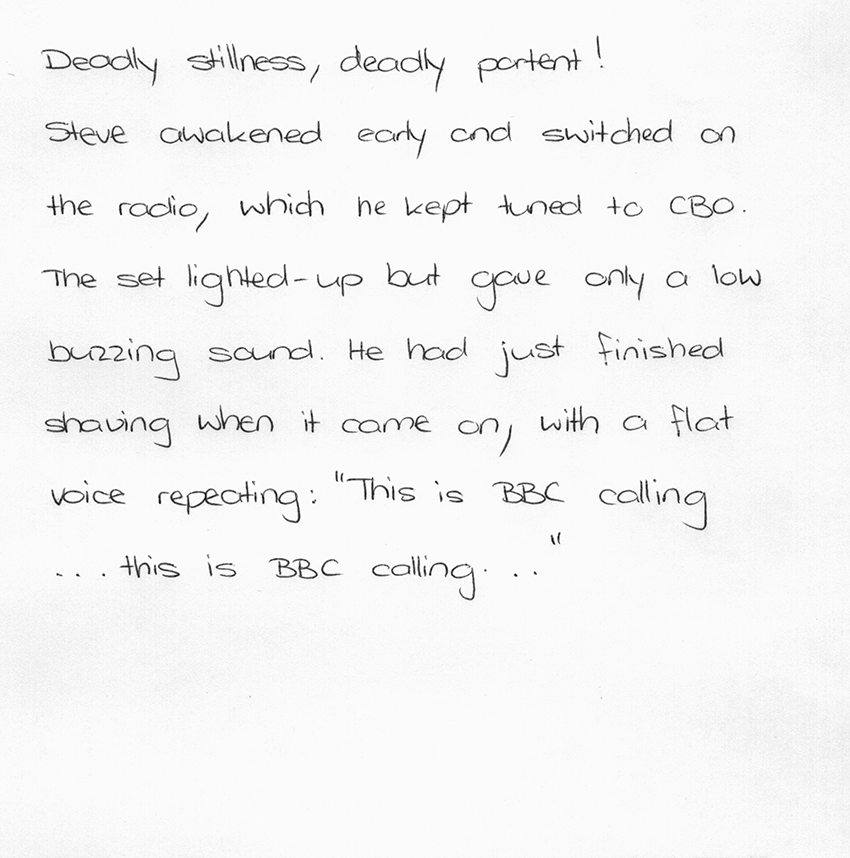 Deadly stillness, deadly portent!
Steve awakened early and switched on
the radio, which he kept tuned to CBO.
The set lighted-up but gave only a low
buzzing sound. He had just finished
shaving when it came on, with a flat
voice repeating: "This is BBC calling
... this is BBC calling..."